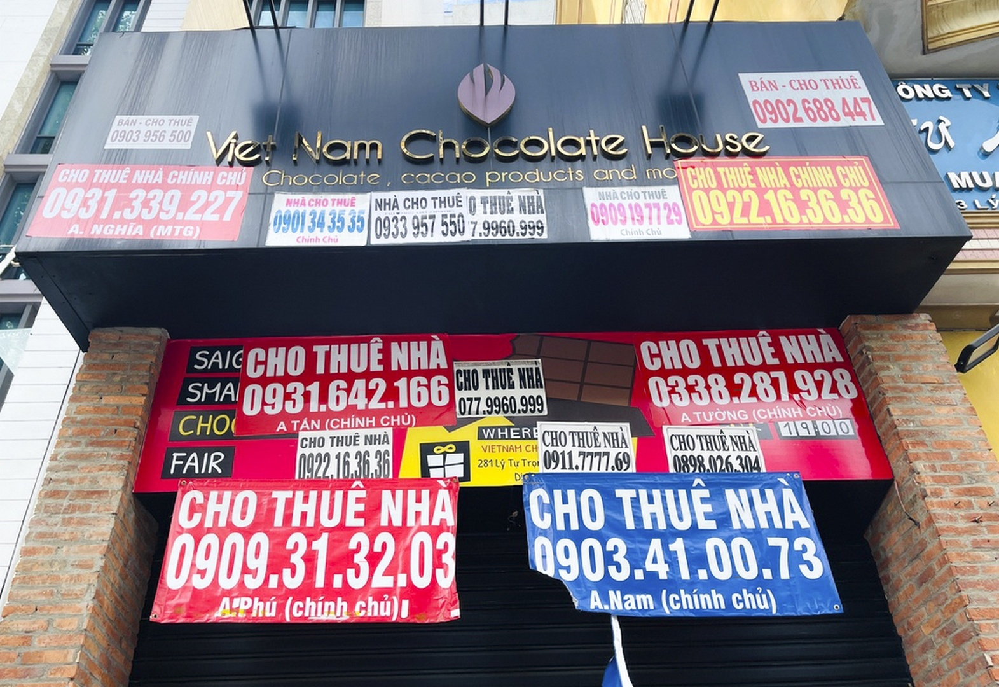 BÁN - CHO THUÊ
0902 688 447
BÁN - CHO THUÊ
0903 956 500
Viet Nam Chocolate House
Chocolate , cacao products and mo
CHO THUÊ NHÀ CHÍNH CHỦ
0931.339.227
A. NGHĨA (MTG)
NHÀ CHO THUÊ
0901 34 35 35
Chính Chủ
NHÀ CHO THUÊ
0933 957 550
O THUÊ NHÀ
7.9960.999
NHÀ CHO THUÊ
0909 19 77 29
Chính Chủ
CHO THUÊ NHÀ CHÍNH CHỦ
0922.16.36.36
ÔNG TY
MUA
3 LÝ
SAIG
SMA
CHOC
FAIR
CHO THUÊ NHÀ
0931.642.166
A TẤN (CHÍNH CHỦ)
CHO THUÊ NHÀ
077.9960.999
CHO THUÊ NHÀ
0338.287.928
A TƯỜNG (CHÍNH CHỦ)
19:00
CHO THUÊ NHÀ
0922.16.36.36
WHERE
VIETNAM CH
281 Lý Tự Trọn
CHO THUÊ NHÀ
0911.7777.69
CHO THUÊ NHÀ
0898.026.304
CHO THUÊ NHÀ
0909.31.32.03
A.Phú (chính chủ)
CHO THUÊ NHÀ
0903.41.00.73
A.Nam (chính chủ)